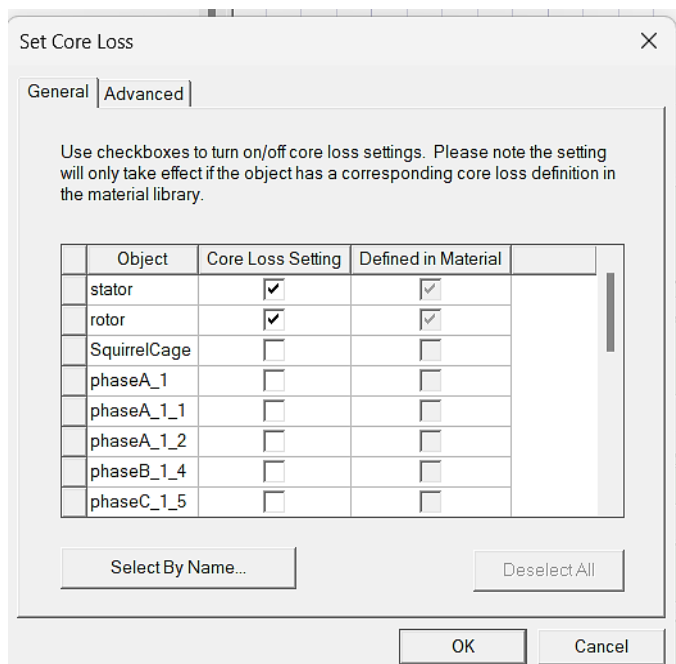 Set Core Loss
General Advanced
Use checkboxes to turn on/off core loss settings. Please note the setting
will only take effect if the object has a corresponding core loss definition in
the material library.
Object Core Loss Setting Defined in Material
stator
rotor
SquirrelCage
phaseA_1
phaseA_1_1
phaseA_1_2
phaseB_1_4
phaseC_1_5
Select By Name... Deselect All
OK Cancel